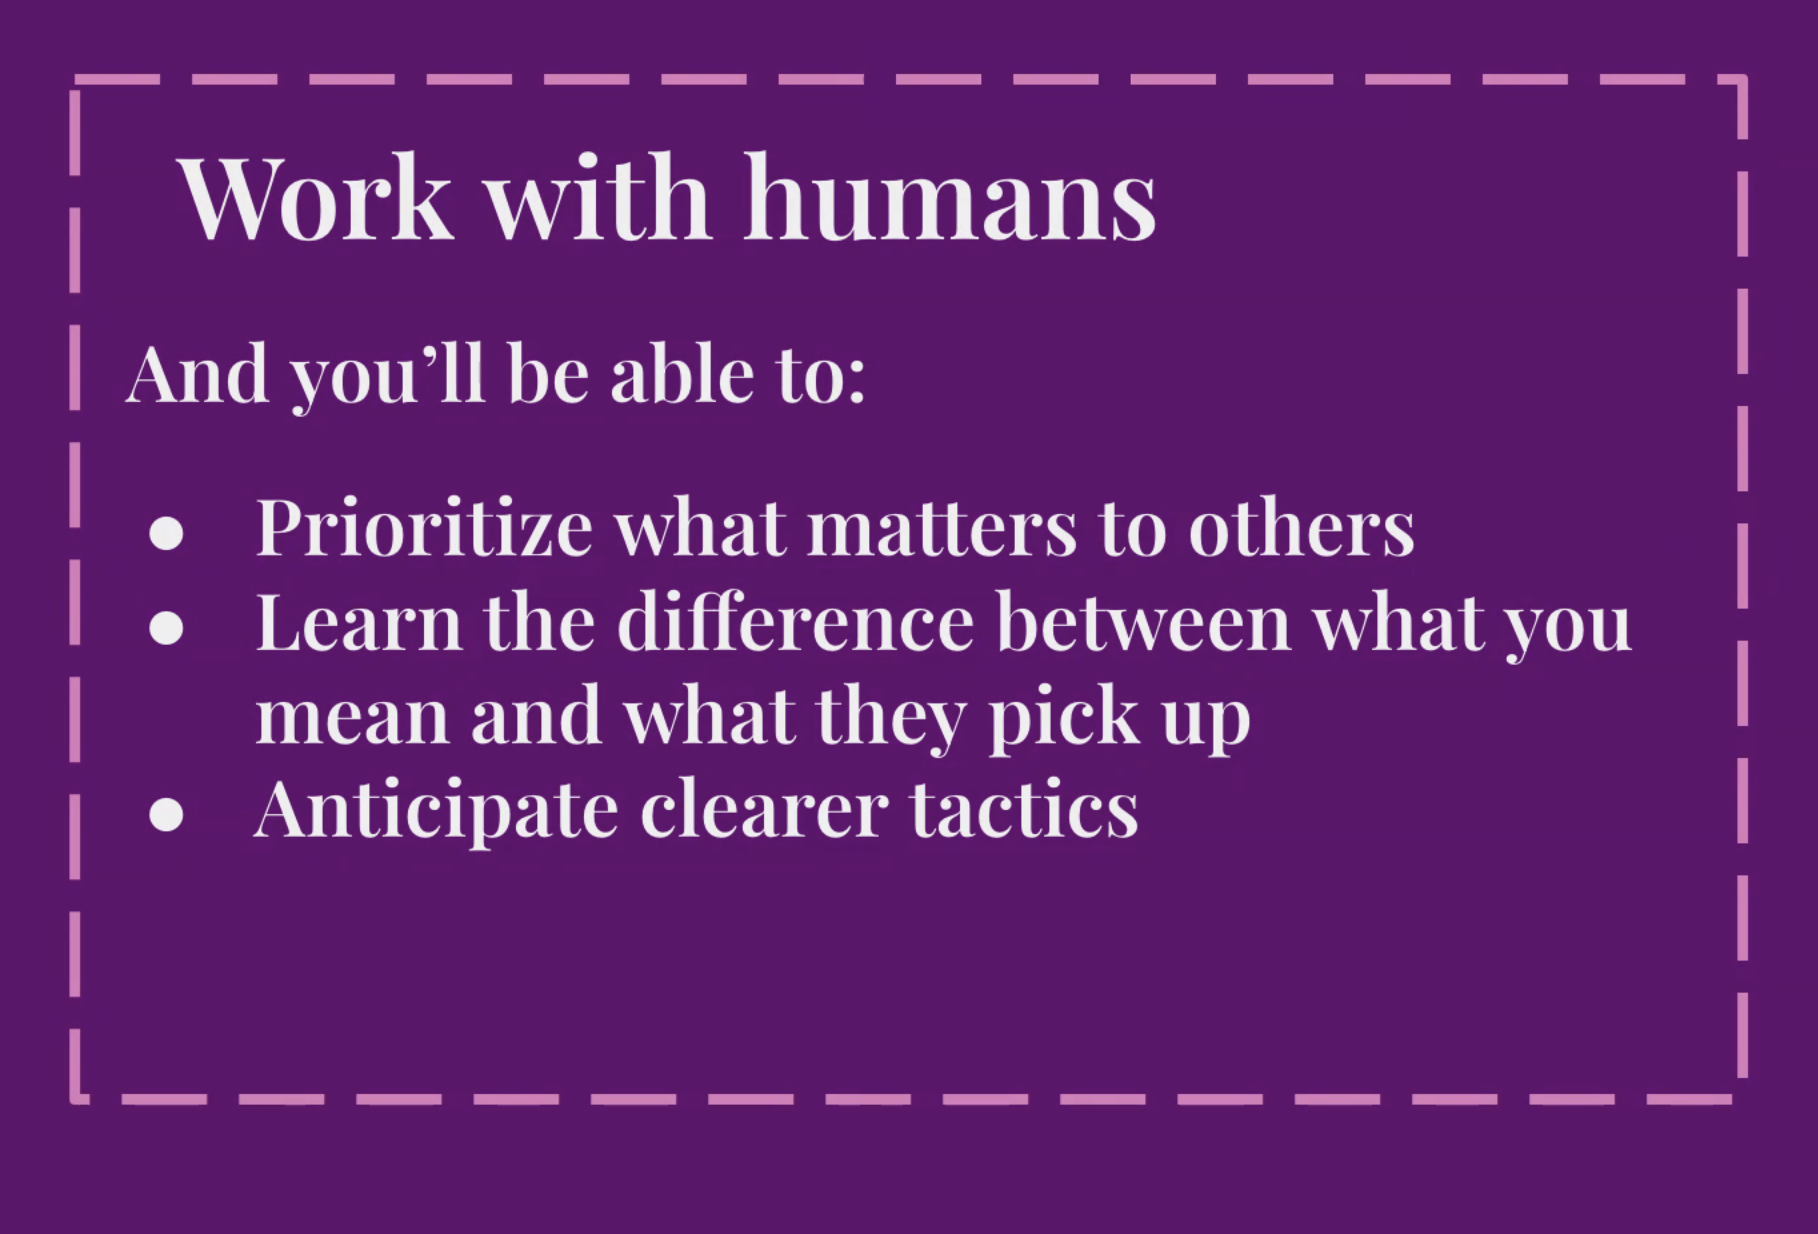 Work with humans
And you’ll be able to:
● Prioritize what matters to others
● Learn the difference between what you
mean and what they pick up
● Anticipate clearer tactics